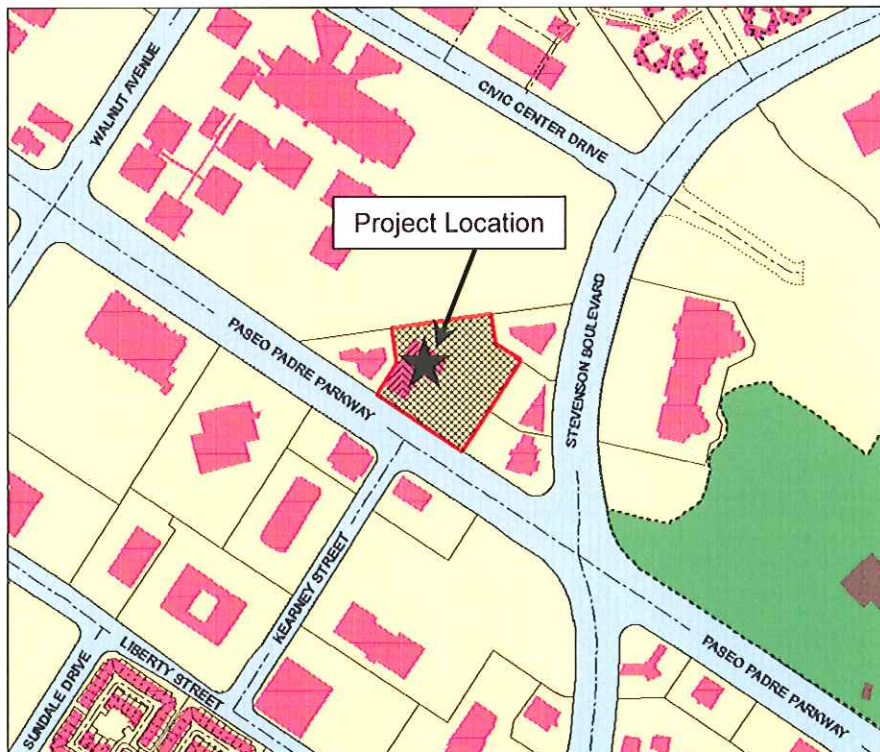 WALNUT AVENUE
CIVIC CENTER DRIVE
Project Location
PASEO PADRE PARKWAY
STEVENSON BOULEVARD
KEARNEY STREET
LIBERTY STREET
SUNDALE DRIVE
PASEO PADRE PARKWAY